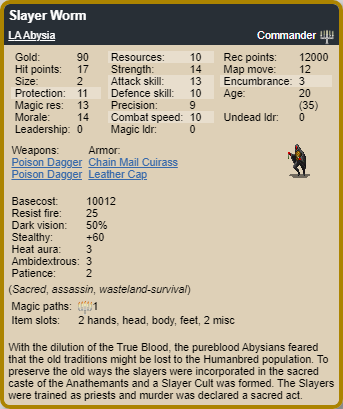 Slayer Worm
LA Abysia Commander
Gold: 90 Resources: 10 Rec points: 12000
Hit points: 17 Strength: 14 Map move: 12
Size: 2 Attack skill: 13 Encumbrance: 3
Protection: 11 Defence skill: 10 Age: 20
Magic res: 13 Precision: 9 (35)
Morale: 14 Combat speed: 10 Undead ldr: 0
Leadership: 0 Magic ldr: 0
Weapons: Armor:
Poison Dagger Chain Mail Cuirass
Poison Dagger Leather Cap
Basecost: 10012
Resist fire: 25
Dark vision: 50%
Stealthy: +60
Heat aura: 3
Ambidextrous: 3
Patience: 2
(Sacred, assassin, wasteland-survival)
Magic paths: 1
Item slots: 2 hands, head, body, feet, 2 misc
With the dilution of the True Blood, the pureblood Abysians feared
that the old traditions might be lost to the Humanbred population. To
preserve the old ways the slayers were incorporated in the sacred
caste of the Anathemants and a Slayer Cult was formed. The Slayers
were trained as priests and murder was declared a sacred act.